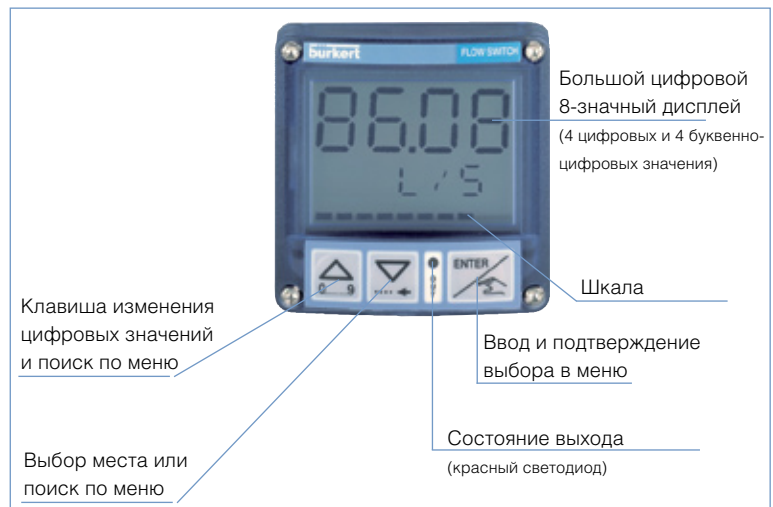 burkert
FLOW SWITCH
86.08
L/S
0 9
OUT
ENTER
Большой цифровой
8-значный дисплей
(4 цифровых и 4 буквенно-
цифровых значения)
Шкала
Клавиша изменения
цифровых значений
и поиск по меню
Ввод и подтверждение
выбора в меню
Состояние выхода
(красный светодиод)
Выбор места или
поиск по меню